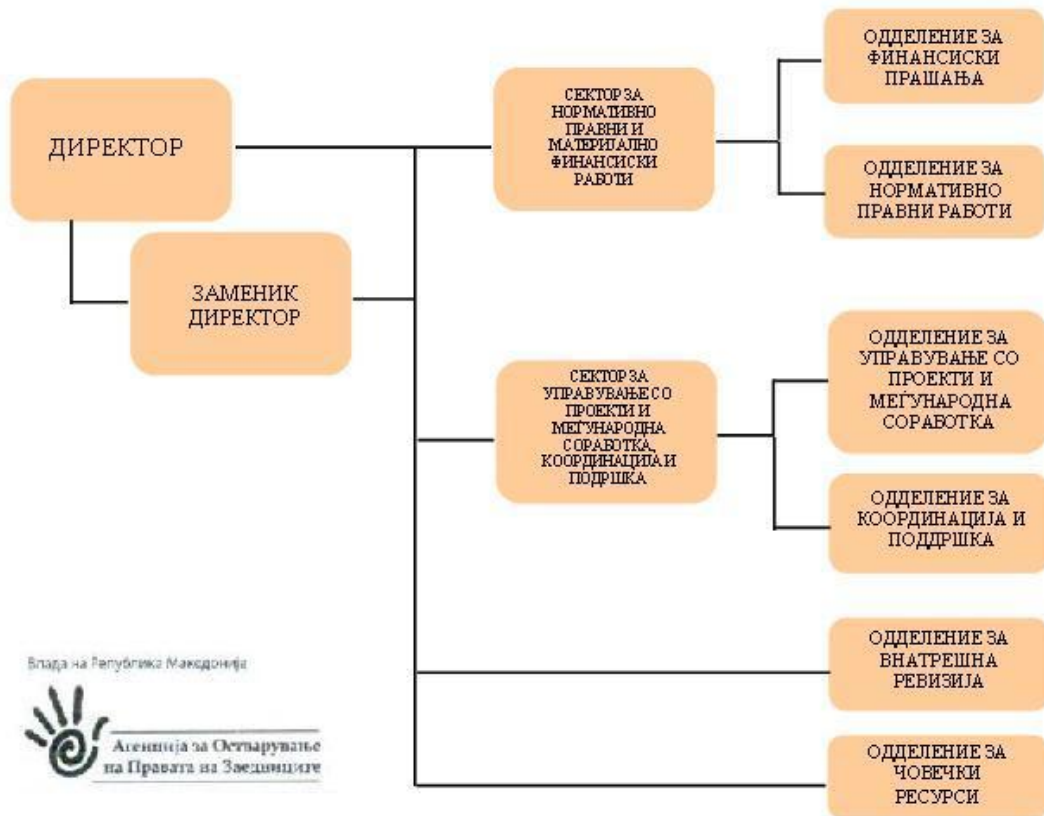 ДИРЕКТОР
ЗАМЕНИК
ДИРЕКТОР
СЕКТОР ЗА
НОРМАТИВНО
ПРАВНИ И
МАТЕРИЈАЛНО
ФИНАНСИСКИ
РАБОТИ
ОДДЕЛЕНИЕ ЗА
ФИНАНСИСКИ
ПРАШАЊА
ОДДЕЛЕНИЕ ЗА
НОРМАТИВНО
ПРАВНИ РАБОТИ
СЕКТОР ЗА
УПРАВУВАЊЕ СО
ПРОЕКТИ И
МЕЃУНАРОДНА
СОРАБОТКА,
КООРДИНАЦИЈА И
ПОДРШКА
ОДДЕЛЕНИЕ ЗА
УПРАВУВАЊЕ СО
ПРОЕКТИ И
МЕЃУНАРОДНА
СОРАБОТКА
ОДДЕЛЕНИЕ ЗА
КООРДИНАЦИЈА И
ПОДДРШКА
ОДДЕЛЕНИЕ ЗА
ВНАТРЕШНА
РЕВИЗИЈА
ОДДЕЛЕНИЕ ЗА
ЧОВЕЧКИ
РЕСУРСИ
Влада на Република Македонија
Агенција за Остварување
на Правата на Заедниците